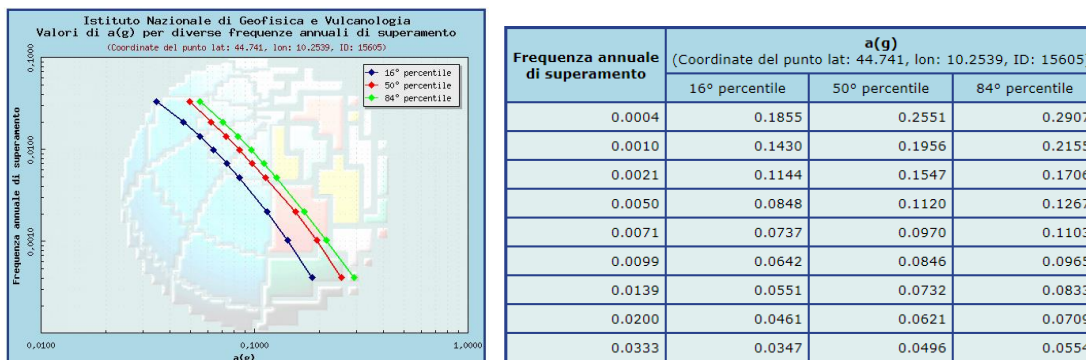 Istituto Nazionale di Geofisica e Vulcanologia
Valori di a(g) per diverse frequenze annuali di superamento
(Coordinate del punto lat: 44.741, lon: 10.2539, ID: 15605)
16° percentile
50° percentile
84° percentile
Frequenza annuale di superamento
0,1000
0,0100
0,0010
0,0100
0,1000
1,0000
a(g)
Frequenza annuale
di superamento
a(g)
(Coordinate del punto lat: 44.741, lon: 10.2539, ID: 15605)
16° percentile 50° percentile 84° percentile
0.0004 0.1855 0.2551 0.2907
0.0010 0.1430 0.1956 0.2155
0.0021 0.1144 0.1547 0.1706
0.0050 0.0848 0.1120 0.1267
0.0071 0.0737 0.0970 0.1103
0.0099 0.0642 0.0846 0.0965
0.0139 0.0551 0.0732 0.0833
0.0200 0.0461 0.0621 0.0709
0.0333 0.0347 0.0496 0.0554